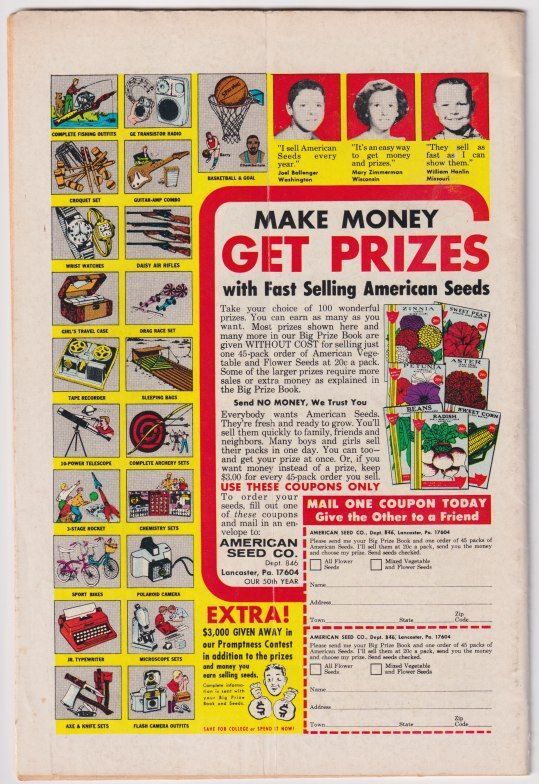 COMPLETE FISHING OUTFITS
GE TRANSISTOR RADIO
Spalding
Barry
Chamberlain
BASKETBALL & GOAL
CROQUET SET
GUITAR-AMP COMBO
WRIST WATCHES
DAISY AIR RIFLES
GIRL'S TRAVEL CASE
DRAG RACE SET
TAPE RECORDER
SLEEPING BAGS
10-POWER TELESCOPE
COMPLETE ARCHERY SETS
3-STAGE ROCKET
CHEMISTRY SETS
SPORT BIKES
POLAROID CAMERA
JR. TYPEWRITER
MICROSCOPE SETS
AXE & KNIFE SETS
FLASH CAMERA OUTFITS
"I sell American
Seeds every
year."
Joel Ballenger
Washington
"It's an easy way
to get money
and prizes."
Mary Zimmerman
Wisconsin
"They sell as
fast as I can
show them."
William Hanlin
Missouri
MAKE MONEY
GET PRIZES
with Fast Selling American Seeds
Take your choice of 100 wonderful
prizes. You can earn as many as you
want. Most prizes shown here and
many more in our Big Prize Book are
given WITHOUT COST for selling just
one 45-pack order of American Vege-
table and Flower Seeds at 20c a pack.
Some of the larger prizes require more
sales or extra money as explained in
the Big Prize Book.
Send NO MONEY, We Trust You
Everybody wants American Seeds.
They're fresh and ready to grow. You'll
sell them quickly to family, friends and
neighbors. Many boys and girls sell
their packs in one day. You can too—
and get your prize at once. Or, if you
want money instead of a prize, keep
$3.00 for every 45-pack order you sell.
ZINNIA
SWEET PEAS
PETUNIA
ASTER
BEANS
RADISH
SWEET CORN
USE THESE COUPONS ONLY
To order your
seeds, fill out one
of these coupons
and mail in an en-
velope to:
AMERICAN
SEED CO.
Dept. 846
Lancaster, Pa. 17604
OUR 50th YEAR
EXTRA!
$3,000 GIVEN AWAY in
our Promptness Contest
in addition to the prizes
and money you
earn selling seeds.
Complete informa-
tion is sent with
your Big Prize
Book and Seeds.
$ $
SAVE FOR COLLEGE or SPEND IT NOW!
MAIL ONE COUPON TODAY
Give the Other to a Friend
AMERICAN SEED CO., Dept. 846, Lancaster, Pa. 17604
Please send me your Big Prize Book and one order of 45 packs of
American Seeds. I'll sell them at 20c a pack, send you the money
and choose my prize. Send seeds checked.
All Flower
Seeds
Mixed Vegetable
and Flower Seeds
Name
Address
Town State Zip
Code
AMERICAN SEED CO., Dept. 846, Lancaster, Pa. 17604
Please send me your Big Prize Book and one order of 45 packs of
American Seeds. I'll sell them at 20c a pack, send you the money
and choose my prize. Send seeds checked.
All Flower
Seeds
Mixed Vegetable
and Flower Seeds
Name
Address
Town State Zip
Code